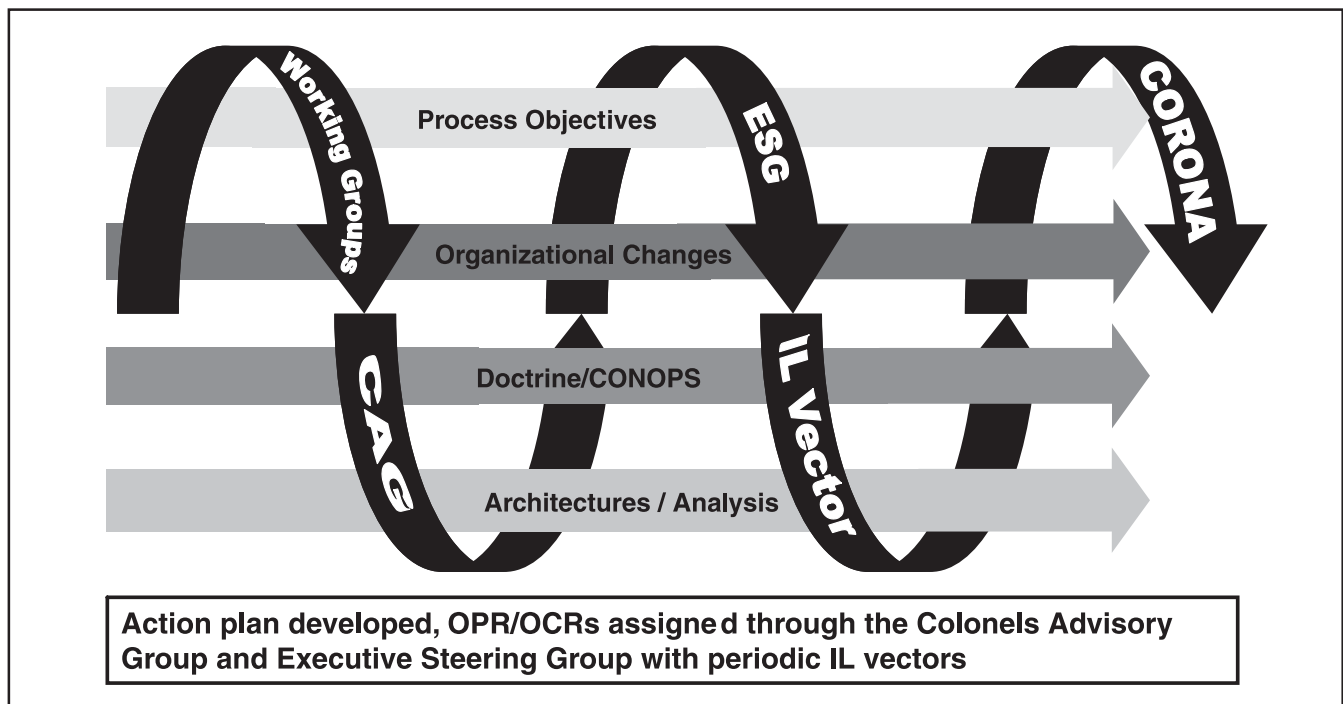 Working Groups
Process Objectives
ESG
CORONA
Organizational Changes
Doctrine/CONOPS
CAG
IL Vector
Architectures / Analysis
Action plan developed, OPR/OCRs assigned through the Colonels Advisory
Group and Executive Steering Group with periodic IL vectors